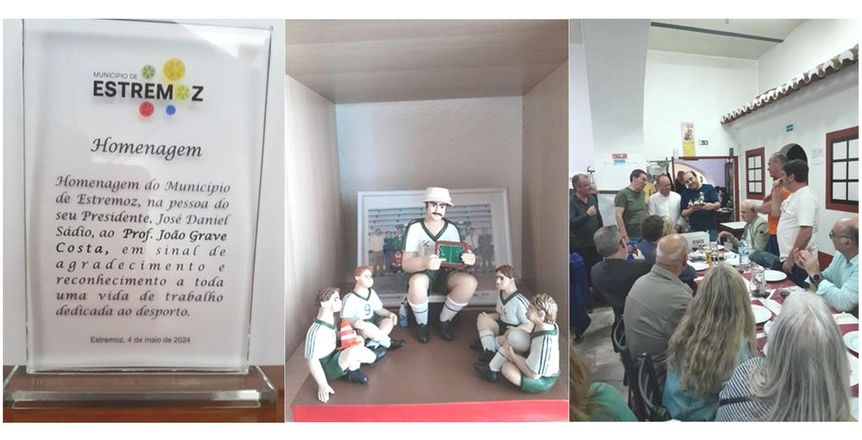 MUNICÍPIO DE
ESTREMOZ
Homenagem
Homenagem do Município
de Estremoz, na pessoa do
seu Presidente, José Daniel
Sádio, ao Prof. João Grave
Costa, em sinal de
agradecimento e
reconhecimento a toda
uma vida de trabalho
dedicada ao desporto.
Estremoz, 4 de maio de 2024